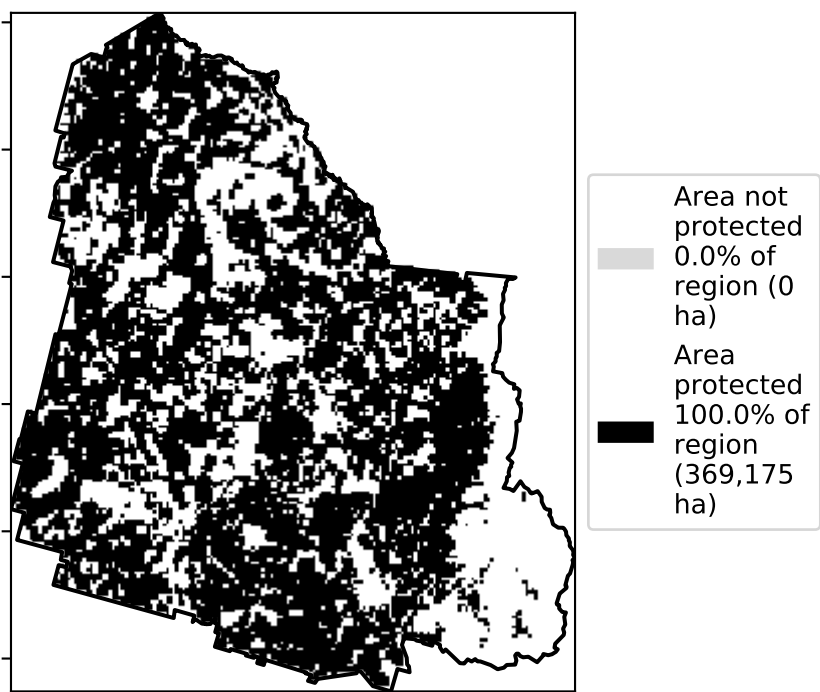 Area not
protected
0.0% of
region (0
ha)
Area
protected
100.0% of
region
(369,175
ha)